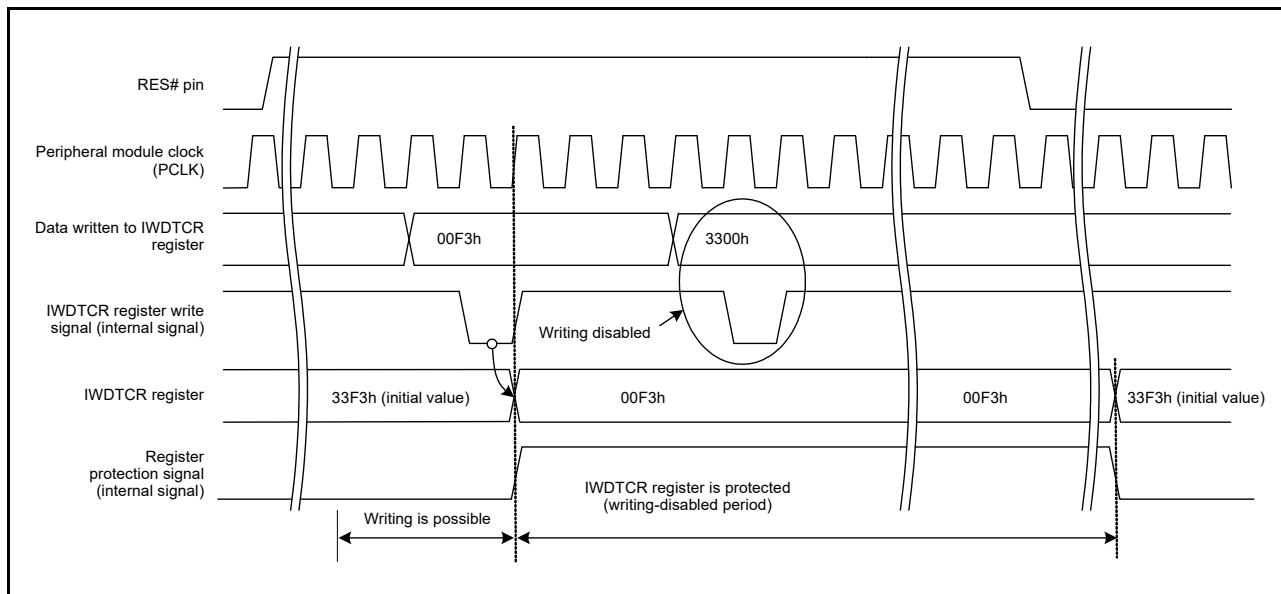 RES# pin
Peripheral module clock
(PCLK)
Data written to IWDTCR
register
00F3h
3300h
IWDTCR register write
signal (internal signal)
Writing disabled
IWDTCR register
33F3h (initial value)
00F3h
00F3h
33F3h (initial value)
Register
protection signal
(internal signal)
IWDTCR register is protected
(writing-disabled period)
Writing is possible